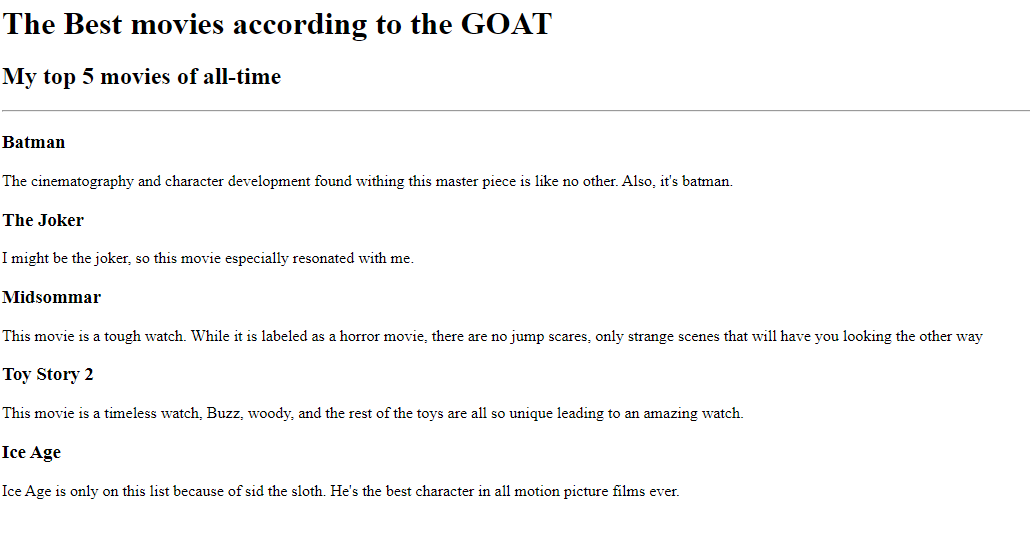 The Best movies according to the GOAT
My top 5 movies of all-time
Batman
The cinematography and character development found withing this master piece is like no other. Also, it's batman.
The Joker
I might be the joker, so this movie especially resonated with me.
Midsommar
This movie is a tough watch. While it is labeled as a horror movie, there are no jump scares, only strange scenes that will have you looking the other way
Toy Story 2
This movie is a timeless watch, Buzz, woody, and the rest of the toys are all so unique leading to an amazing watch.
Ice Age
Ice Age is only on this list because of sid the sloth. He's the best character in all motion picture films ever.